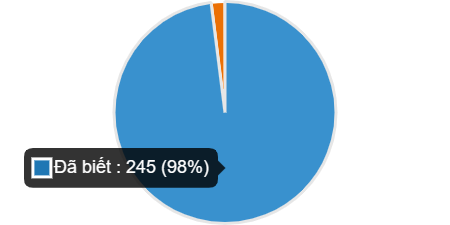 Đã biết : 245 (98%)